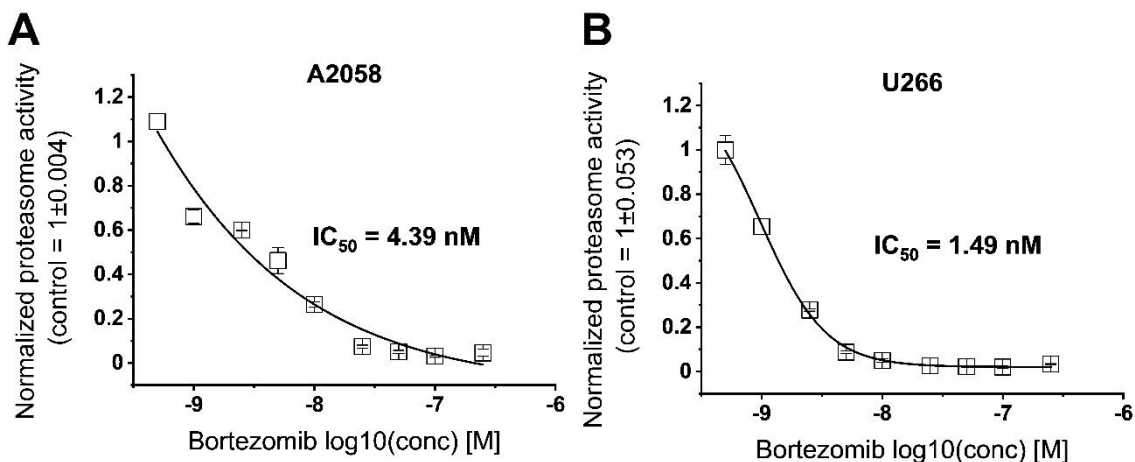 A
A2058
Normalized proteasome activity
(control = 1±0.004)
1.2
1
0.8
0.6
0.4
0.2
0
IC50 = 4.39 nM
-9
-8
-7
-6
Bortezomib log10(conc) [M]
B
U266
Normalized proteasome activity
(control = 1±0.053)
1.2
1
0.8
0.6
0.4
0.2
0
IC50 = 1.49 nM
-9
-8
-7
-6
Bortezomib log10(conc) [M]